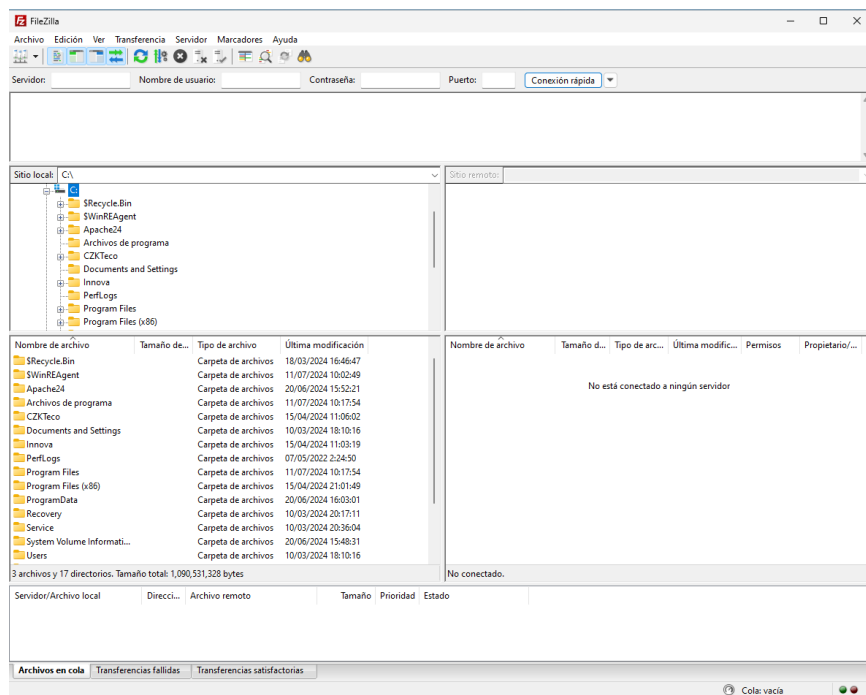 FileZilla
Archivo Edición Ver Transferencia Servidor Marcadores Ayuda
Servidor: Nombre de usuario: Contraseña: Puerto: Conexión rápida
Sitio local: C:\
Sitio remoto:
C:
$Recycle.Bin
$WinREAgent
Apache24
Archivos de programa
CZKTeco
Documents and Settings
Innova
PerfLogs
Program Files
Program Files (x86)
Nombre de archivo Tamaño de... Tipo de archivo Última modificación
$Recycle.Bin Carpeta de archivos 18/03/2024 16:46:47
$WinREAgent Carpeta de archivos 11/07/2024 10:02:49
Apache24 Carpeta de archivos 20/06/2024 15:52:21
Archivos de programa Carpeta de archivos 11/07/2024 10:17:54
CZKTeco Carpeta de archivos 15/04/2024 11:06:02
Documents and Settings Carpeta de archivos 10/03/2024 18:10:16
Innova Carpeta de archivos 15/04/2024 11:03:19
PerfLogs Carpeta de archivos 07/05/2022 2:24:50
Program Files Carpeta de archivos 11/07/2024 10:17:54
Program Files (x86) Carpeta de archivos 15/04/2024 21:01:49
ProgramData Carpeta de archivos 20/06/2024 16:03:01
Recovery Carpeta de archivos 10/03/2024 20:17:11
Service Carpeta de archivos 10/03/2024 20:36:04
System Volume Informati... Carpeta de archivos 20/06/2024 15:48:31
Users Carpeta de archivos 10/03/2024 18:10:16
3 archivos y 17 directorios. Tamaño total: 1,090,531,328 bytes
Nombre de archivo Tamaño d... Tipo de arc... Última modific... Permisos Propietario/...
No está conectado a ningún servidor
No conectado.
Servidor/Archivo local Direcci... Archivo remoto Tamaño Prioridad Estado
Archivos en cola Transferencias fallidas Transferencias satisfactorias
Cola: vacía